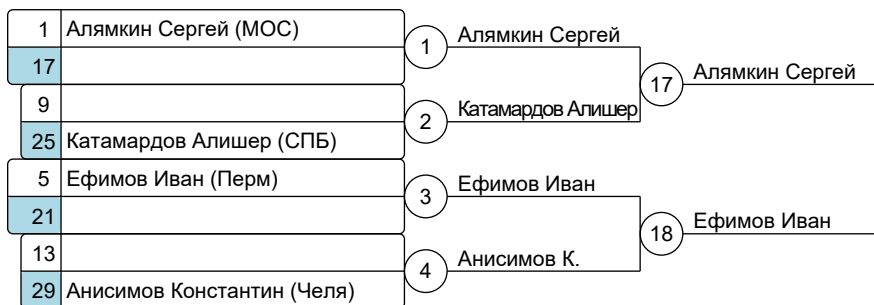 1 Алямкин Сергей (МОС)
17
9
25 Катамардов Алишер (СПБ)
5 Ефимов Иван (Перм)
21
13
29 Анисимов Константин (Челя)
1 Алямкин Сергей
2 Катамардов Алишер
3 Ефимов Иван
4 Анисимов К.
17 Алямкин Сергей
18 Ефимов Иван